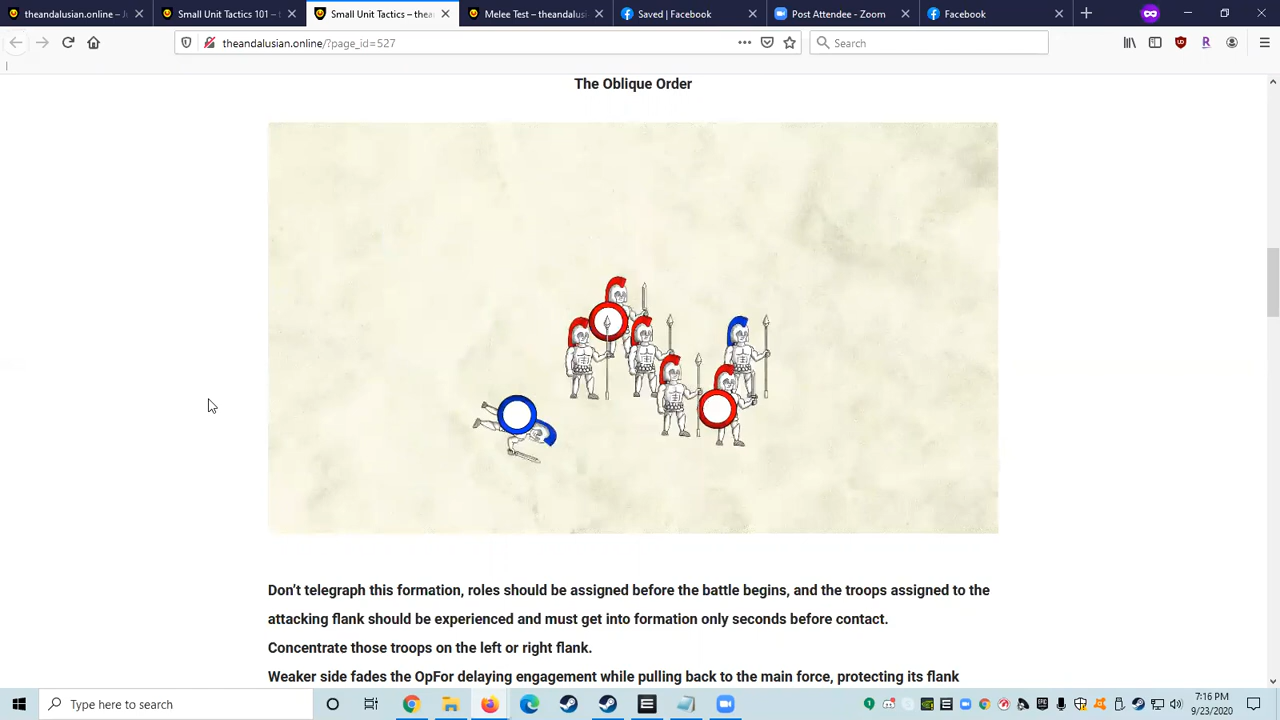 theandalusian.online – J
Small Unit Tactics 101 – t
Small Unit Tactics – thea
Melee Test – theandalusi
Saved | Facebook
Post Attendee - Zoom
Facebook
theandalusian.online/?page_id=527
Search
The Oblique Order
Don't telegraph this formation, roles should be assigned before the battle begins, and the troops assigned to the
attacking flank should be experienced and must get into formation only seconds before contact.
Concentrate those troops on the left or right flank.
Weaker side fades the OpFor delaying engagement while pulling back to the main force, protecting its flank
Type here to search
7:16 PM
9/23/2020